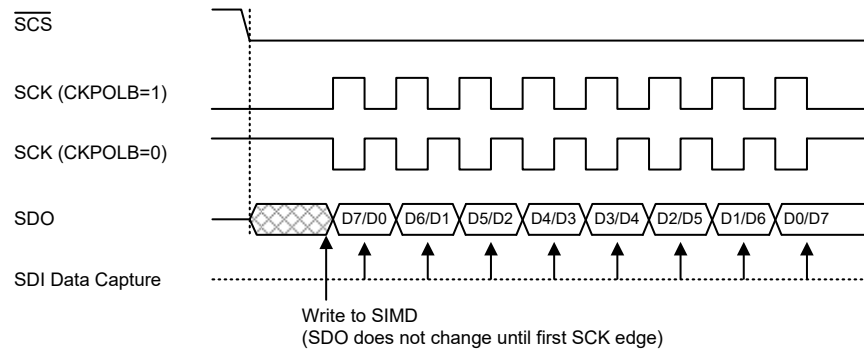 SCS
SCK (CKPOLB=1)
SCK (CKPOLB=0)
SDO
D7/D0 D6/D1 D5/D2 D4/D3 D3/D4 D2/D5 D1/D6 D0/D7
SDI Data Capture
Write to SIMD
(SDO does not change until first SCK edge)